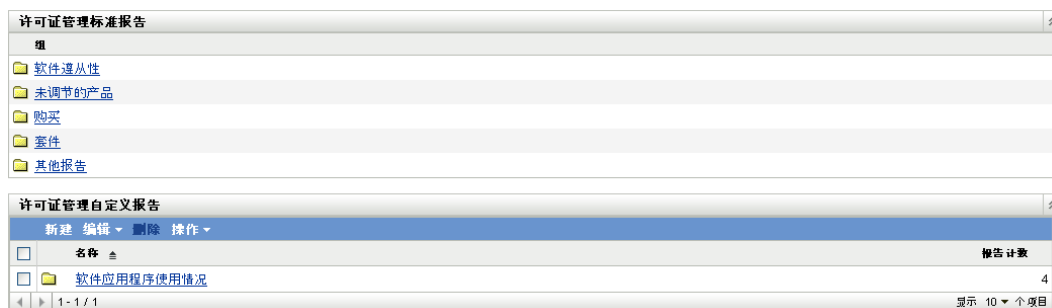 许可证管理标准报告
组
软件遵从性
未调节的产品
购买
套件
其他报告
许可证管理自定义报告
新建 编辑 删除 操作
名称 报告计数
软件应用程序使用情况 4
1 - 1 / 1 显示 10 个项目